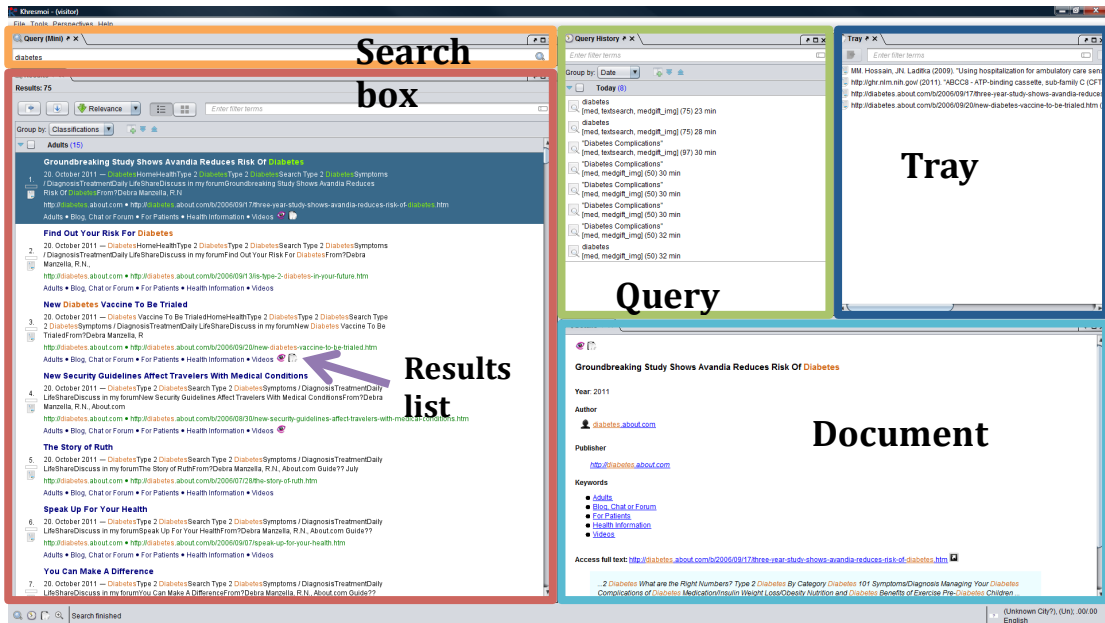 Khresmoi - (visitor)
File Tools Perspectives Help
Query (Mini)
diabetes
Search box
Results: 75
Relevance
Enter filter terms
Group by: Classifications
Adults (15)
1.
Groundbreaking Study Shows Avandia Reduces Risk Of Diabetes
20. October 2011 — DiabetesHomeHealthType 2 DiabetesType 2 DiabetesSearch Type 2 DiabetesSymptoms
/ DiagnosisTreatmentDaily LifeShareDiscuss in my forumGroundbreaking Study Shows Avandia Reduces
Risk Of DiabetesFrom?Debra Manzella, R.N
http://diabetes.about.com • http://diabetes.about.com/b/2006/09/17/three-year-study-shows-avandia-reduces-risk-of-diabetes.htm
Adults • Blog, Chat or Forum • For Patients • Health Information • Videos
2.
Find Out Your Risk For Diabetes
20. October 2011 — DiabetesHomeHealthType 2 DiabetesType 2 DiabetesSearch Type 2 DiabetesSymptoms
/ DiagnosisTreatmentDaily LifeShareDiscuss in my forumFind Out Your Risk For DiabetesFrom?Debra
Manzella, R.N.,
http://diabetes.about.com • http://diabetes.about.com/b/2006/09/13/is-type-2-diabetes-in-your-future.htm
Adults • Blog, Chat or Forum • For Patients • Health Information • Videos
3.
New Diabetes Vaccine To Be Trialed
20. October 2011 — Diabetes Vaccine To Be TrialedHomeHealthType 2 DiabetesType 2 DiabetesSearch Type
2 DiabetesSymptoms / DiagnosisTreatmentDaily LifeShareDiscuss in my forumNew Diabetes Vaccine To Be
TrialedFrom?Debra Manzella, R
http://diabetes.about.com • http://diabetes.about.com/b/2006/09/20/new-diabetes-vaccine-to-be-trialed.htm
Adults • Blog, Chat or Forum • For Patients • Health Information • Videos
Results list
4.
New Security Guidelines Affect Travelers With Medical Conditions
20. October 2011 — DiabetesType 2 DiabetesSearch Type 2 DiabetesSymptoms / DiagnosisTreatmentDaily
LifeShareDiscuss in my forumNew Security Guidelines Affect Travelers With Medical ConditionsFrom?Debra
Manzella, R.N., About.com
http://diabetes.about.com • http://diabetes.about.com/b/2006/08/30/new-security-guidelines-affect-travelers-with-medical-conditions.htm
Adults • Blog, Chat or Forum • For Patients • Health Information • Videos
5.
The Story of Ruth
20. October 2011 — DiabetesType 2 DiabetesSearch Type 2 DiabetesSymptoms / DiagnosisTreatmentDaily
LifeShareDiscuss in my forumThe Story of RuthFrom?Debra Manzella, R.N., About.com Guide?? July
http://diabetes.about.com • http://diabetes.about.com/b/2006/07/28/the-story-of-ruth.htm
Adults • Blog, Chat or Forum • For Patients • Health Information • Videos
6.
Speak Up For Your Health
20. October 2011 — DiabetesType 2 DiabetesSearch Type 2 DiabetesSymptoms / DiagnosisTreatmentDaily
LifeShareDiscuss in my forumSpeak Up For Your HealthFrom?Debra Manzella, R.N., About.com Guide??
http://diabetes.about.com • http://diabetes.about.com/b/2006/09/07/speak-up-for-your-health.htm
Adults • Blog, Chat or Forum • For Patients • Health Information • Videos
7.
You Can Make A Difference
20. October 2011 — DiabetesType 2 DiabetesSearch Type 2 DiabetesSymptoms / DiagnosisTreatmentDaily
LifeShareDiscuss in my forumYou Can Make A DifferenceFrom?Debra Manzella, R.N., About.com Guide??
Search finished
Query History
Enter filter terms
Group by: Date
Today (8)
diabetes
[med, textsearch, medgift_img] (75) 23 min
diabetes
[med, textsearch, medgift_img] (75) 28 min
"Diabetes Complications"
[med, textsearch, medgift_img] (97) 30 min
"Diabetes Complications"
[med, medgift_img] (50) 30 min
"Diabetes Complications"
[med, medgift_img] (50) 30 min
"Diabetes Complications"
[med, medgift_img] (50) 30 min
"Diabetes Complications"
[med, medgift_img] (50) 32 min
diabetes
[med, medgift_img] (50) 32 min
Query
Tray
Enter filter terms
MM. Hossain, JN. Laditka (2009). "Using hospitalization for ambulatory care sens
http://ghr.nlm.nih.gov/ (2011). "ABCC8 - ATP-binding cassette, sub-family C (CFT
http://diabetes.about.com/b/2006/09/17/three-year-study-shows-avandia-reduces
http://diabetes.about.com/b/2006/09/20/new-diabetes-vaccine-to-be-trialed.htm (
Tray
Groundbreaking Study Shows Avandia Reduces Risk Of Diabetes
Year: 2011
Author
diabetes.about.com
Document
Publisher
http://diabetes.about.com
Keywords
Adults
Blog, Chat or Forum
For Patients
Health Information
Videos
Access full text: http://diabetes.about.com/b/2006/09/17/three-year-study-shows-avandia-reduces-risk-of-diabetes.htm
...2 Diabetes What are the Right Numbers? Type 2 Diabetes By Category Diabetes 101 Symptoms/Diagnosis Managing Your Diabetes
Complications of Diabetes Medication/Insulin Weight Loss/Obesity Nutrition and Diabetes Benefits of Exercise Pre-Diabetes Children ...
(Unknown City?), (Un); .00/.00
English